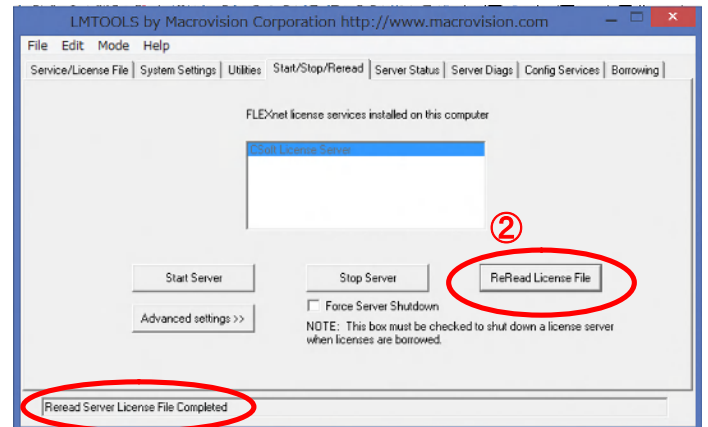 LMTOOLS by Macrovision Corporation http://www.macrovision.com
File Edit Mode Help
Service/License File System Settings Utilities Start/Stop/Reread Server Status Server Diags Config Services Borrowing
FLEXnet license services installed on this computer
CSoft License Server
②
Start Server Stop Server ReRead License File
Force Server Shutdown
Advanced settings >>
NOTE: This box must be checked to shut down a license server
when licenses are borrowed.
Reread Server License File Completed